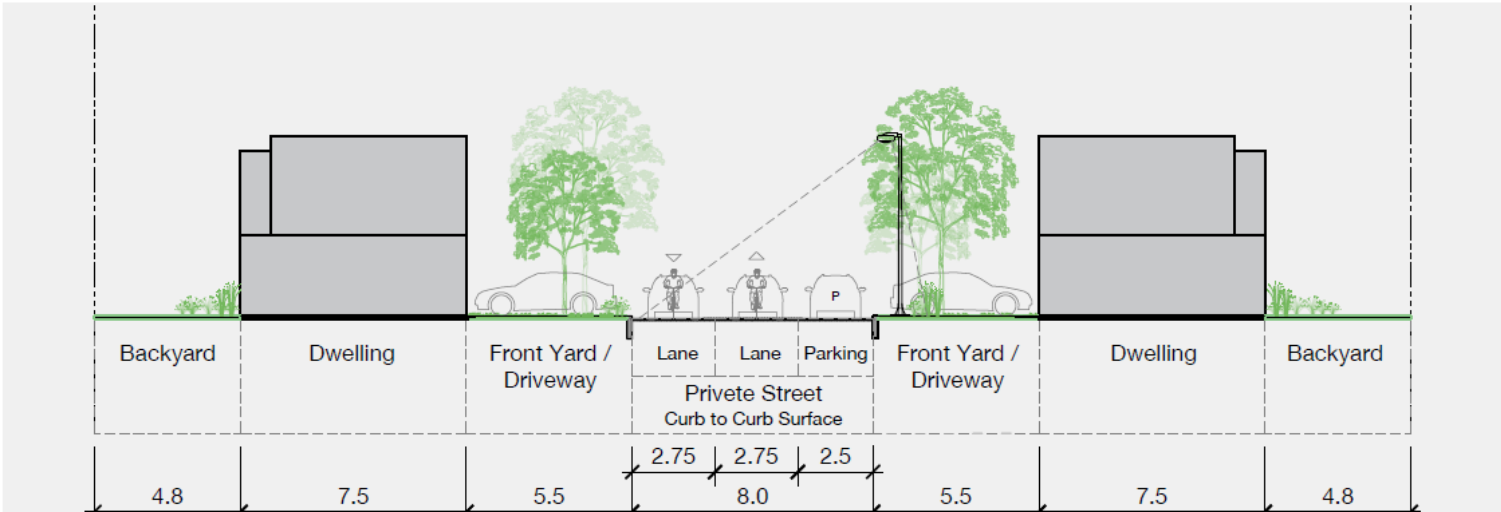 P
Backyard
Dwelling
Front Yard /
Driveway
Lane
Lane
Parking
Front Yard /
Driveway
Dwelling
Backyard
Privete Street
Curb to Curb Surface
2.75
2.75
2.5
4.8
7.5
5.5
8.0
5.5
7.5
4.8